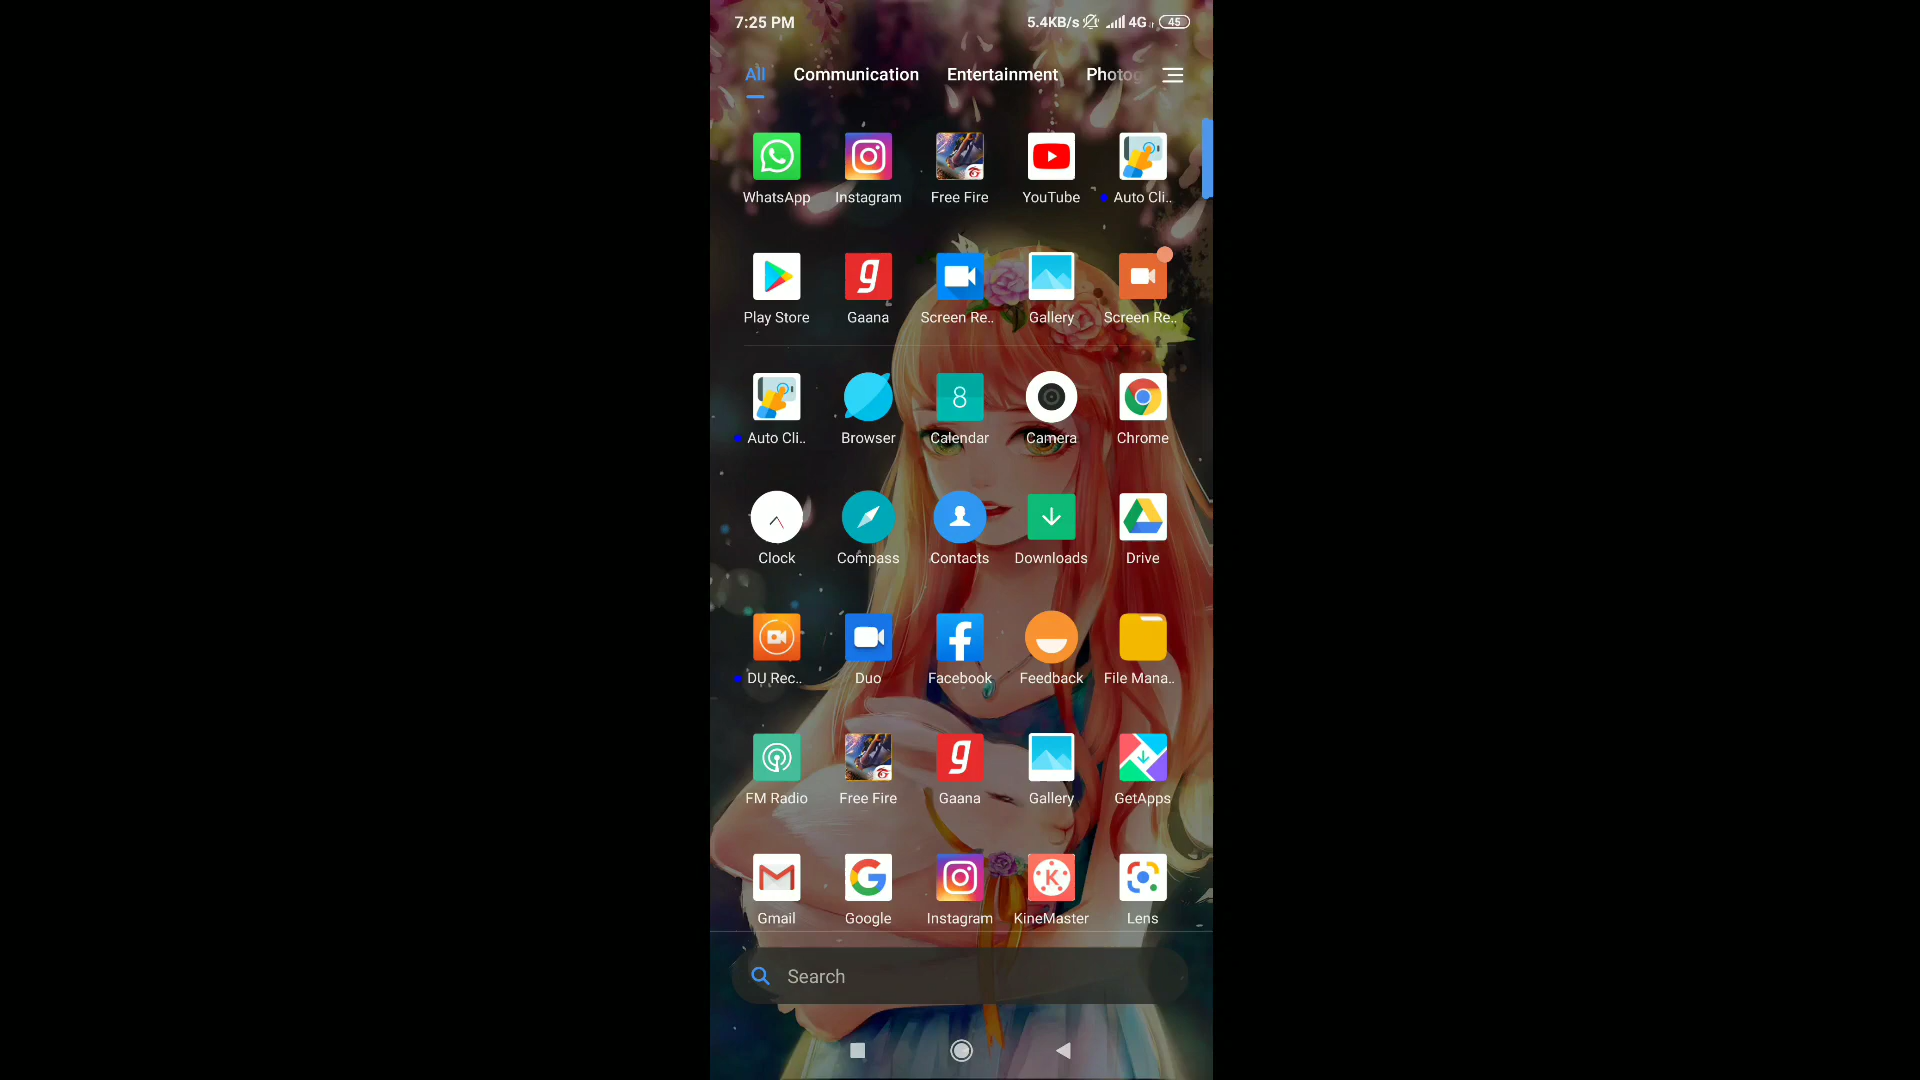 7:25 PM 5.4KB/s 4G 45
All Communication Entertainment Photog
WhatsApp Instagram Free Fire YouTube Auto Cli..
Play Store Gaana Screen Re.. Gallery Screen Re..
8
Auto Cli.. Browser Calendar Camera Chrome
Clock Compass Contacts Downloads Drive
DU Rec.. Duo Facebook Feedback File Mana..
FM Radio Free Fire Gaana Gallery GetApps
Gmail Google Instagram KineMaster Lens
Search